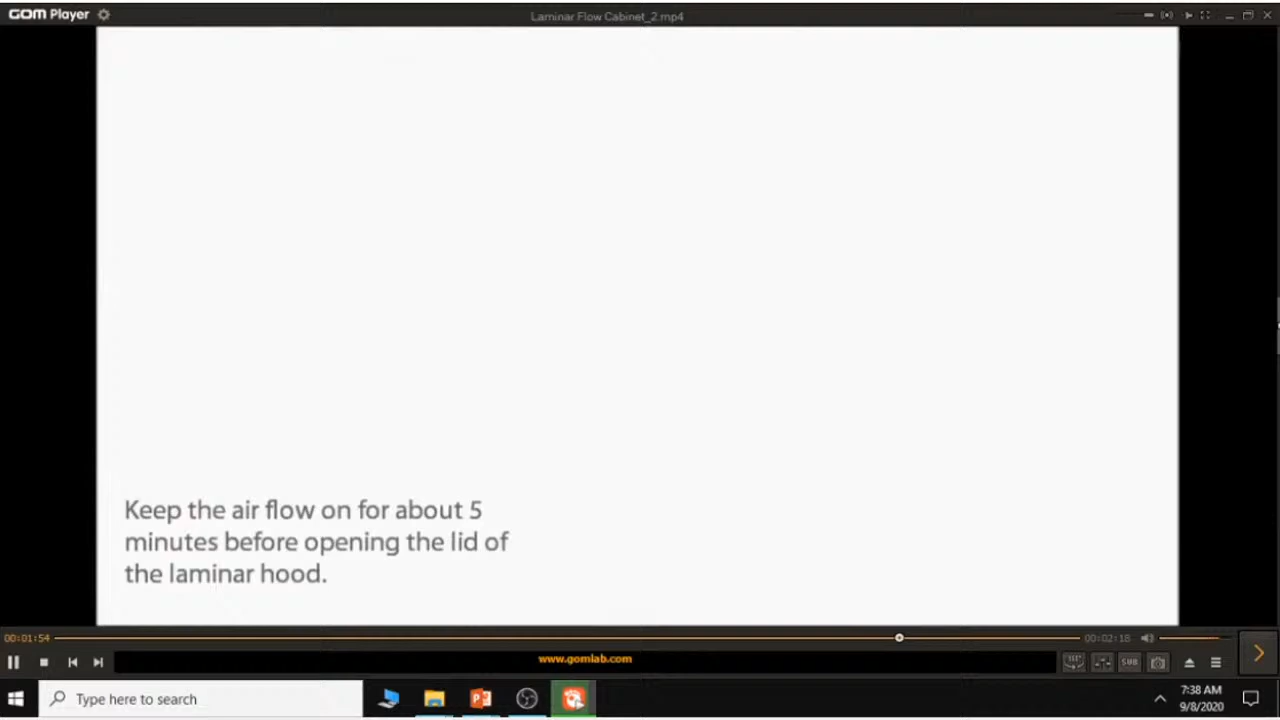 GOM Player
Laminar Flow Cabinet_2.mp4
Keep the air flow on for about 5
minutes before opening the lid of
the laminar hood.
00:01:54
00:02:18
www.gomlab.com
SUB
Type here to search
7:38 AM
9/8/2020